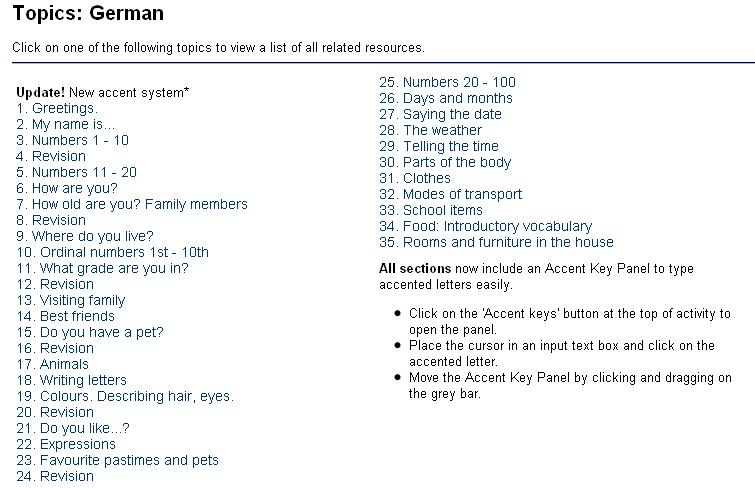 Topics: German
Click on one of the following topics to view a list of all related resources.
Update! New accent system*
1. Greetings.
2. My name is...
3. Numbers 1 - 10
4. Revision
5. Numbers 11 - 20
6. How are you?
7. How old are you? Family members
8. Revision
9. Where do you live?
10. Ordinal numbers 1st - 10th
11. What grade are you in?
12. Revision
13. Visiting family
14. Best friends
15. Do you have a pet?
16. Revision
17. Animals
18. Writing letters
19. Colours. Describing hair, eyes.
20. Revision
21. Do you like...?
22. Expressions
23. Favourite pastimes and pets
24. Revision
25. Numbers 20 - 100
26. Days and months
27. Saying the date
28. The weather
29. Telling the time
30. Parts of the body
31. Clothes
32. Modes of transport
33. School items
34. Food: Introductory vocabulary
35. Rooms and furniture in the house
All sections now include an Accent Key Panel to type
accented letters easily.
• Click on the 'Accent keys' button at the top of activity to
open the panel.
• Place the cursor in an input text box and click on the
accented letter.
• Move the Accent Key Panel by clicking and dragging on
the grey bar.